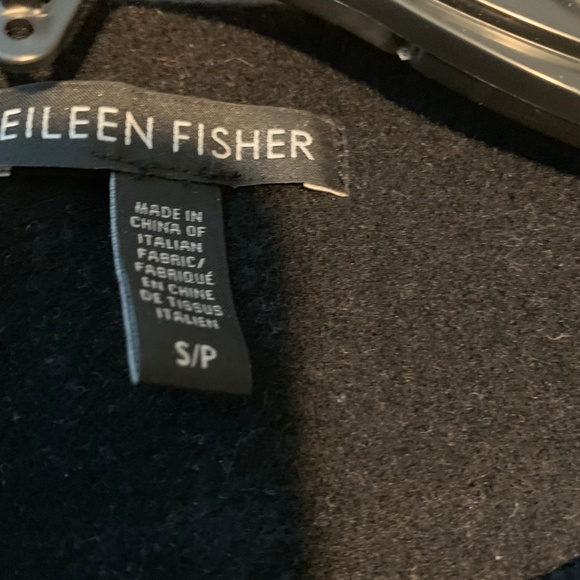 EILEEN FISHER
MADE IN
CHINA OF
ITALIAN
FABRIC/
FABRIQUÉ
EN CHINE
DE TISSUS
ITALIEN
S/P